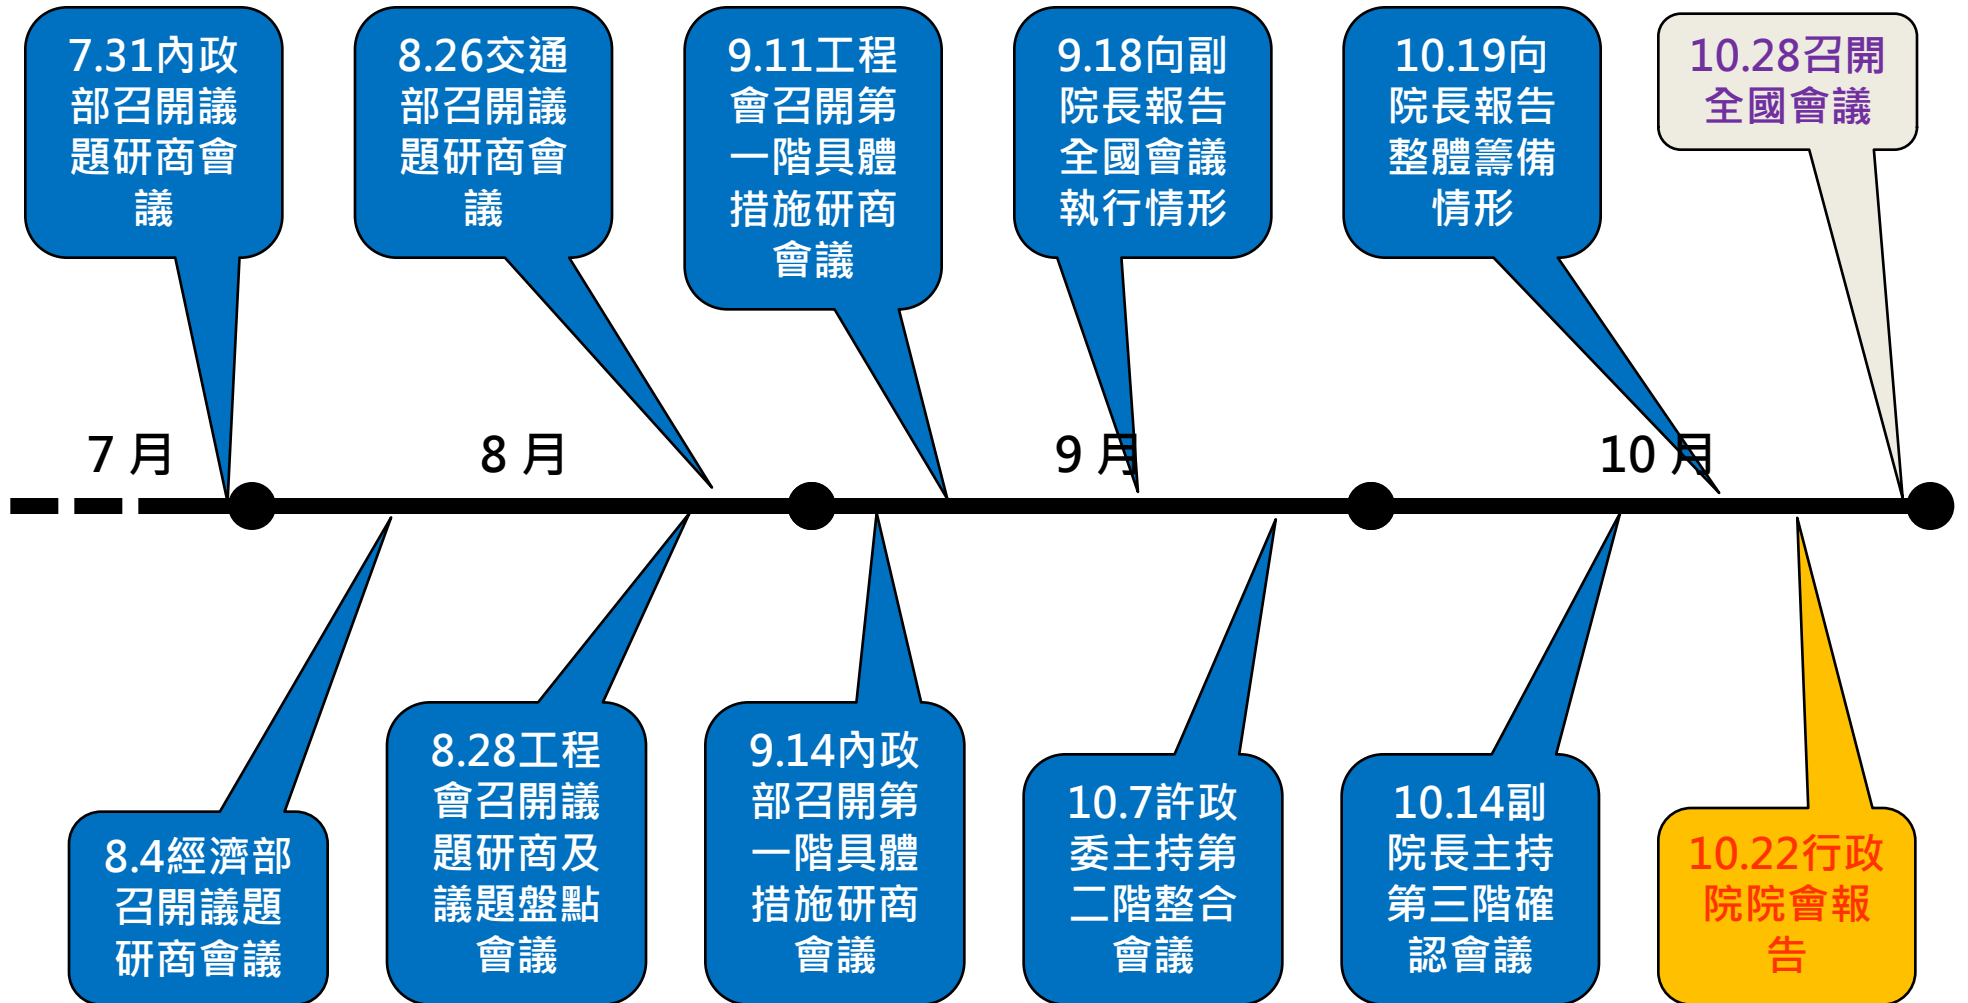 7.31內政
部召開議
題研商會
議
8.26交通
部召開議
題研商會
議
9.11工程
會召開第
一階具體
措施研商
會議
9.18向副
院長報告
全國會議
執行情形
10.19向
院長報告
整體籌備
情形
10.28召開
全國會議
7 月
8 月
9 月
10 月
8.4經濟部
召開議題
研商會議
8.28工程
會召開議
題研商及
議題盤點
會議
9.14內政
部召開第
一階具體
措施研商
會議
10.7許政
委主持第
二階整合
會議
10.14副
院長主持
第三階確
認會議
10.22行政
院院會報
告